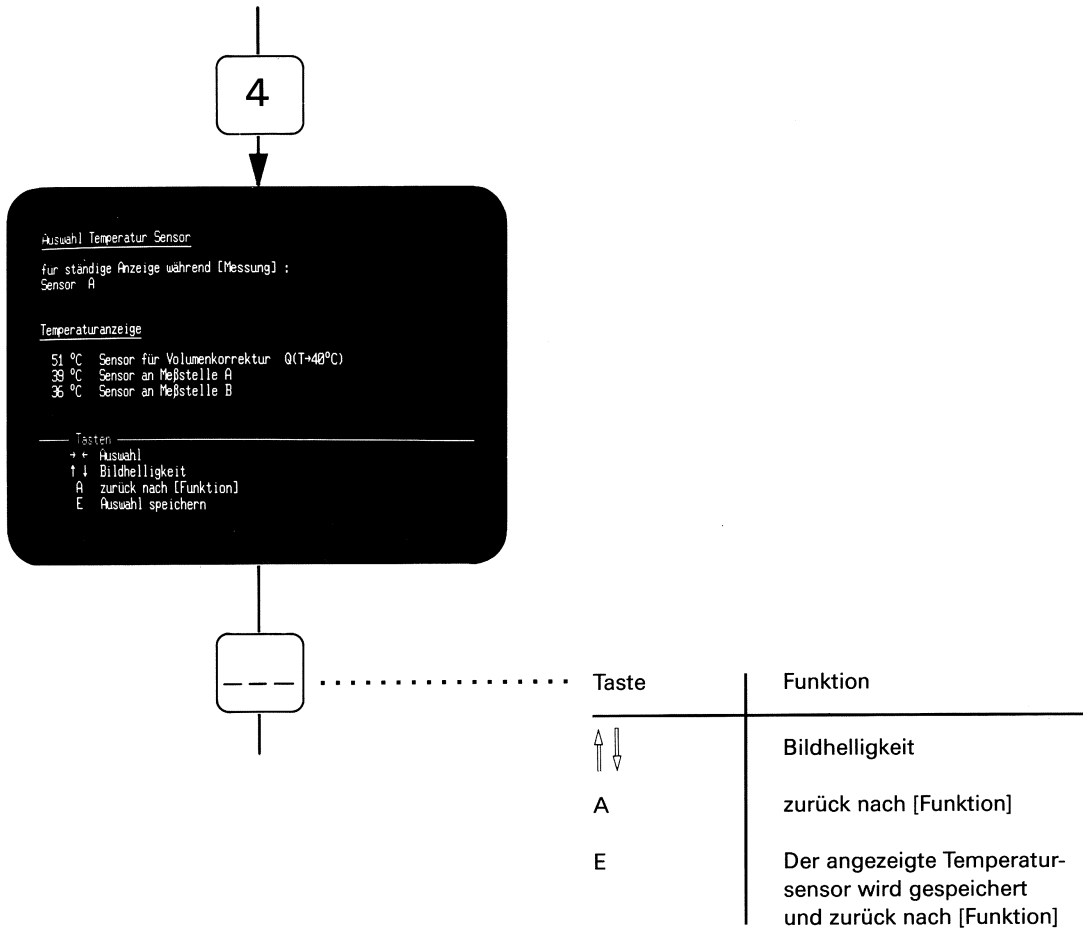 4
Auswahl Temperatur Sensor
für ständige Anzeige während [Messung] :
Sensor A
Temperaturanzeige
51 °C Sensor für Volumenkorrektur Q(T→40°C)
39 °C Sensor an Meßstelle A
36 °C Sensor an Meßstelle B
Tasten
→ ← Auswahl
↑ ↓ Bildhelligkeit
A zurück nach [Funktion]
E Auswahl speichern
_ _ _
Taste Funktion
⇑ ⇓ Bildhelligkeit
A zurück nach [Funktion]
E Der angezeigte Temperatur-
sensor wird gespeichert
und zurück nach [Funktion]